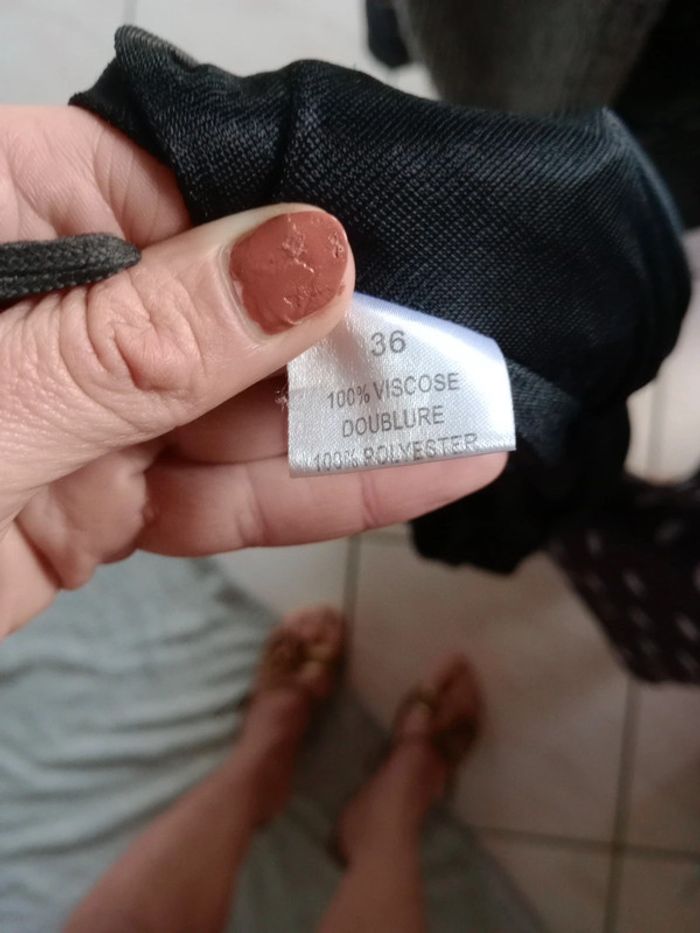 36
100% VISCOSE
DOUBLURE
100% POLYESTER